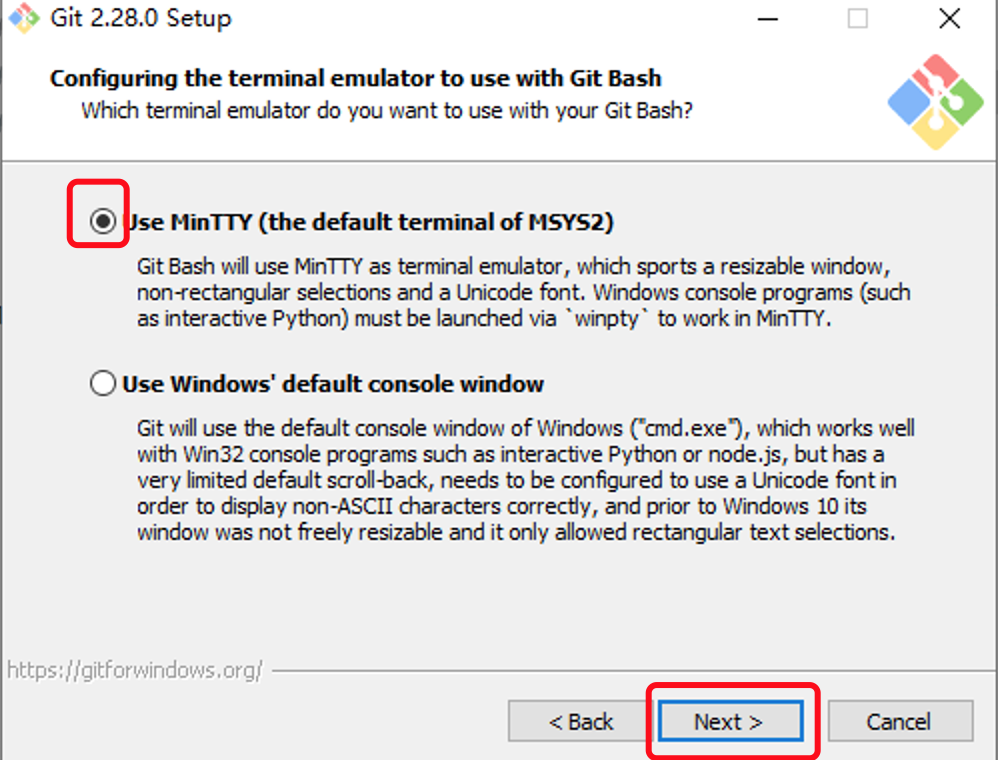 Git 2.28.0 Setup
Configuring the terminal emulator to use with Git Bash
Which terminal emulator do you want to use with your Git Bash?
Use MinTTY (the default terminal of MSYS2)
Git Bash will use MinTTY as terminal emulator, which sports a resizable window,
non-rectangular selections and a Unicode font. Windows console programs (such
as interactive Python) must be launched via `winpty` to work in MinTTY.
Use Windows' default console window
Git will use the default console window of Windows ("cmd.exe"), which works well
with Win32 console programs such as interactive Python or node.js, but has a
very limited default scroll-back, needs to be configured to use a Unicode font in
order to display non-ASCII characters correctly, and prior to Windows 10 its
window was not freely resizable and it only allowed rectangular text selections.
https://gitforwindows.org/
< Back
Next >
Cancel